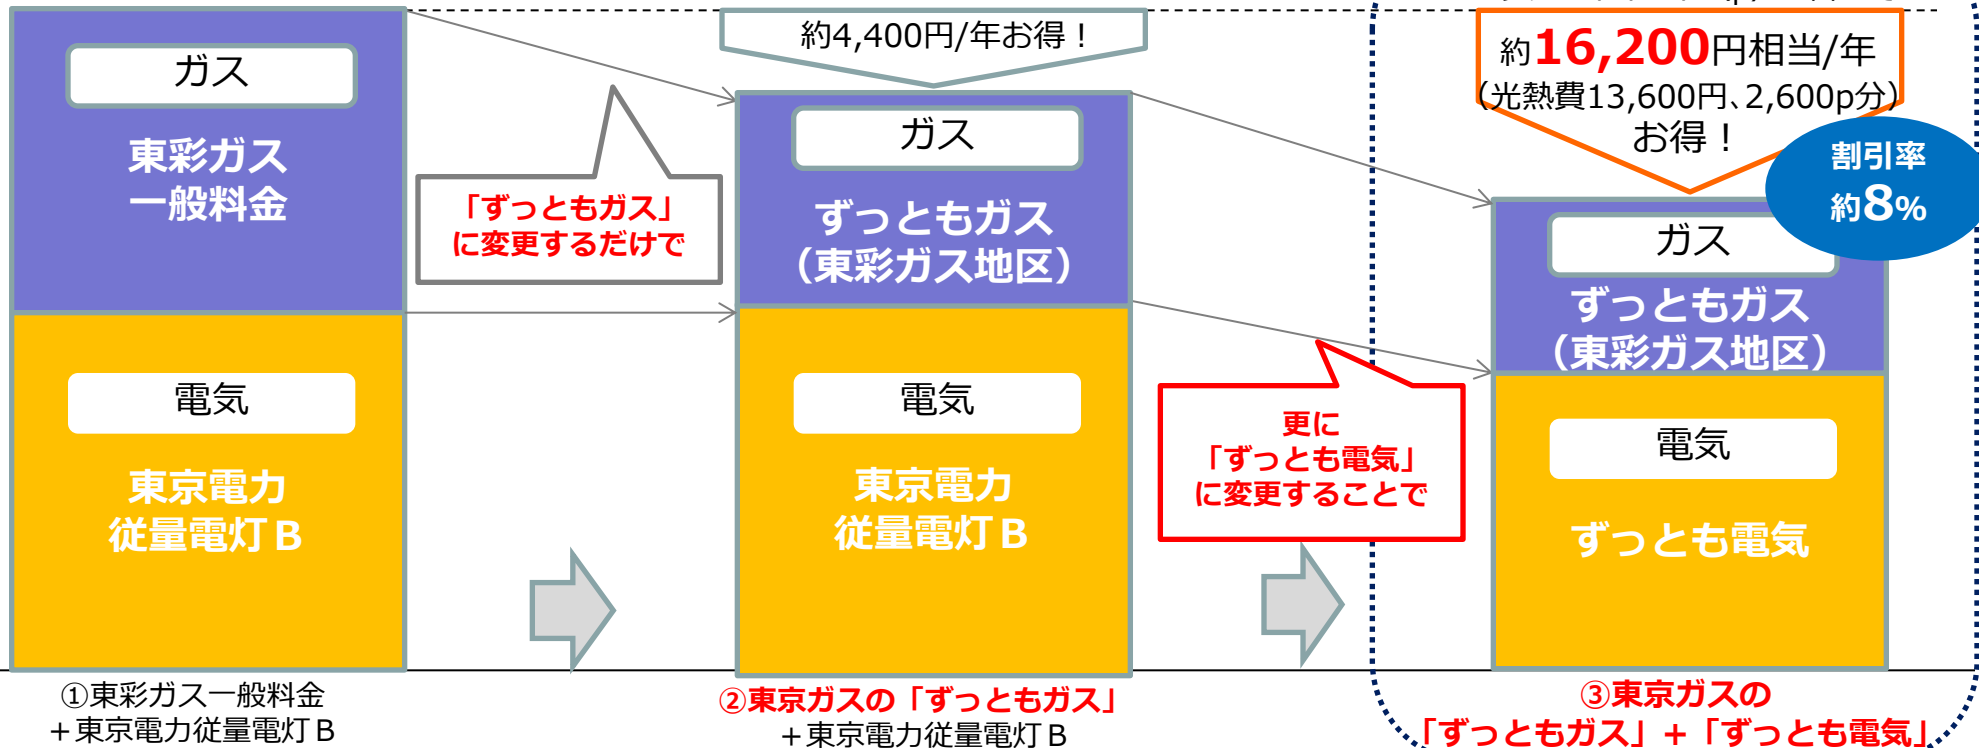 ガス
東彩ガス
一般料金
電気
東京電力
従量電灯B
①東彩ガス一般料金
＋東京電力従量電灯B
「ずっともガス」
に変更するだけで
約4,400円/年お得！
ガス
ずっともガス
（東彩ガス地区）
電気
東京電力
従量電灯B
②東京ガスの「ずっともガス」
＋東京電力従量電灯B
更に
「ずっとも電気」
に変更することで
約16,200円相当/年
（光熱費13,600円、2,600p分）
お得！
割引率
約8%
ガス
ずっともガス
（東彩ガス地区）
電気
ずっとも電気
③東京ガスの
「ずっともガス」+「ずっとも電気」